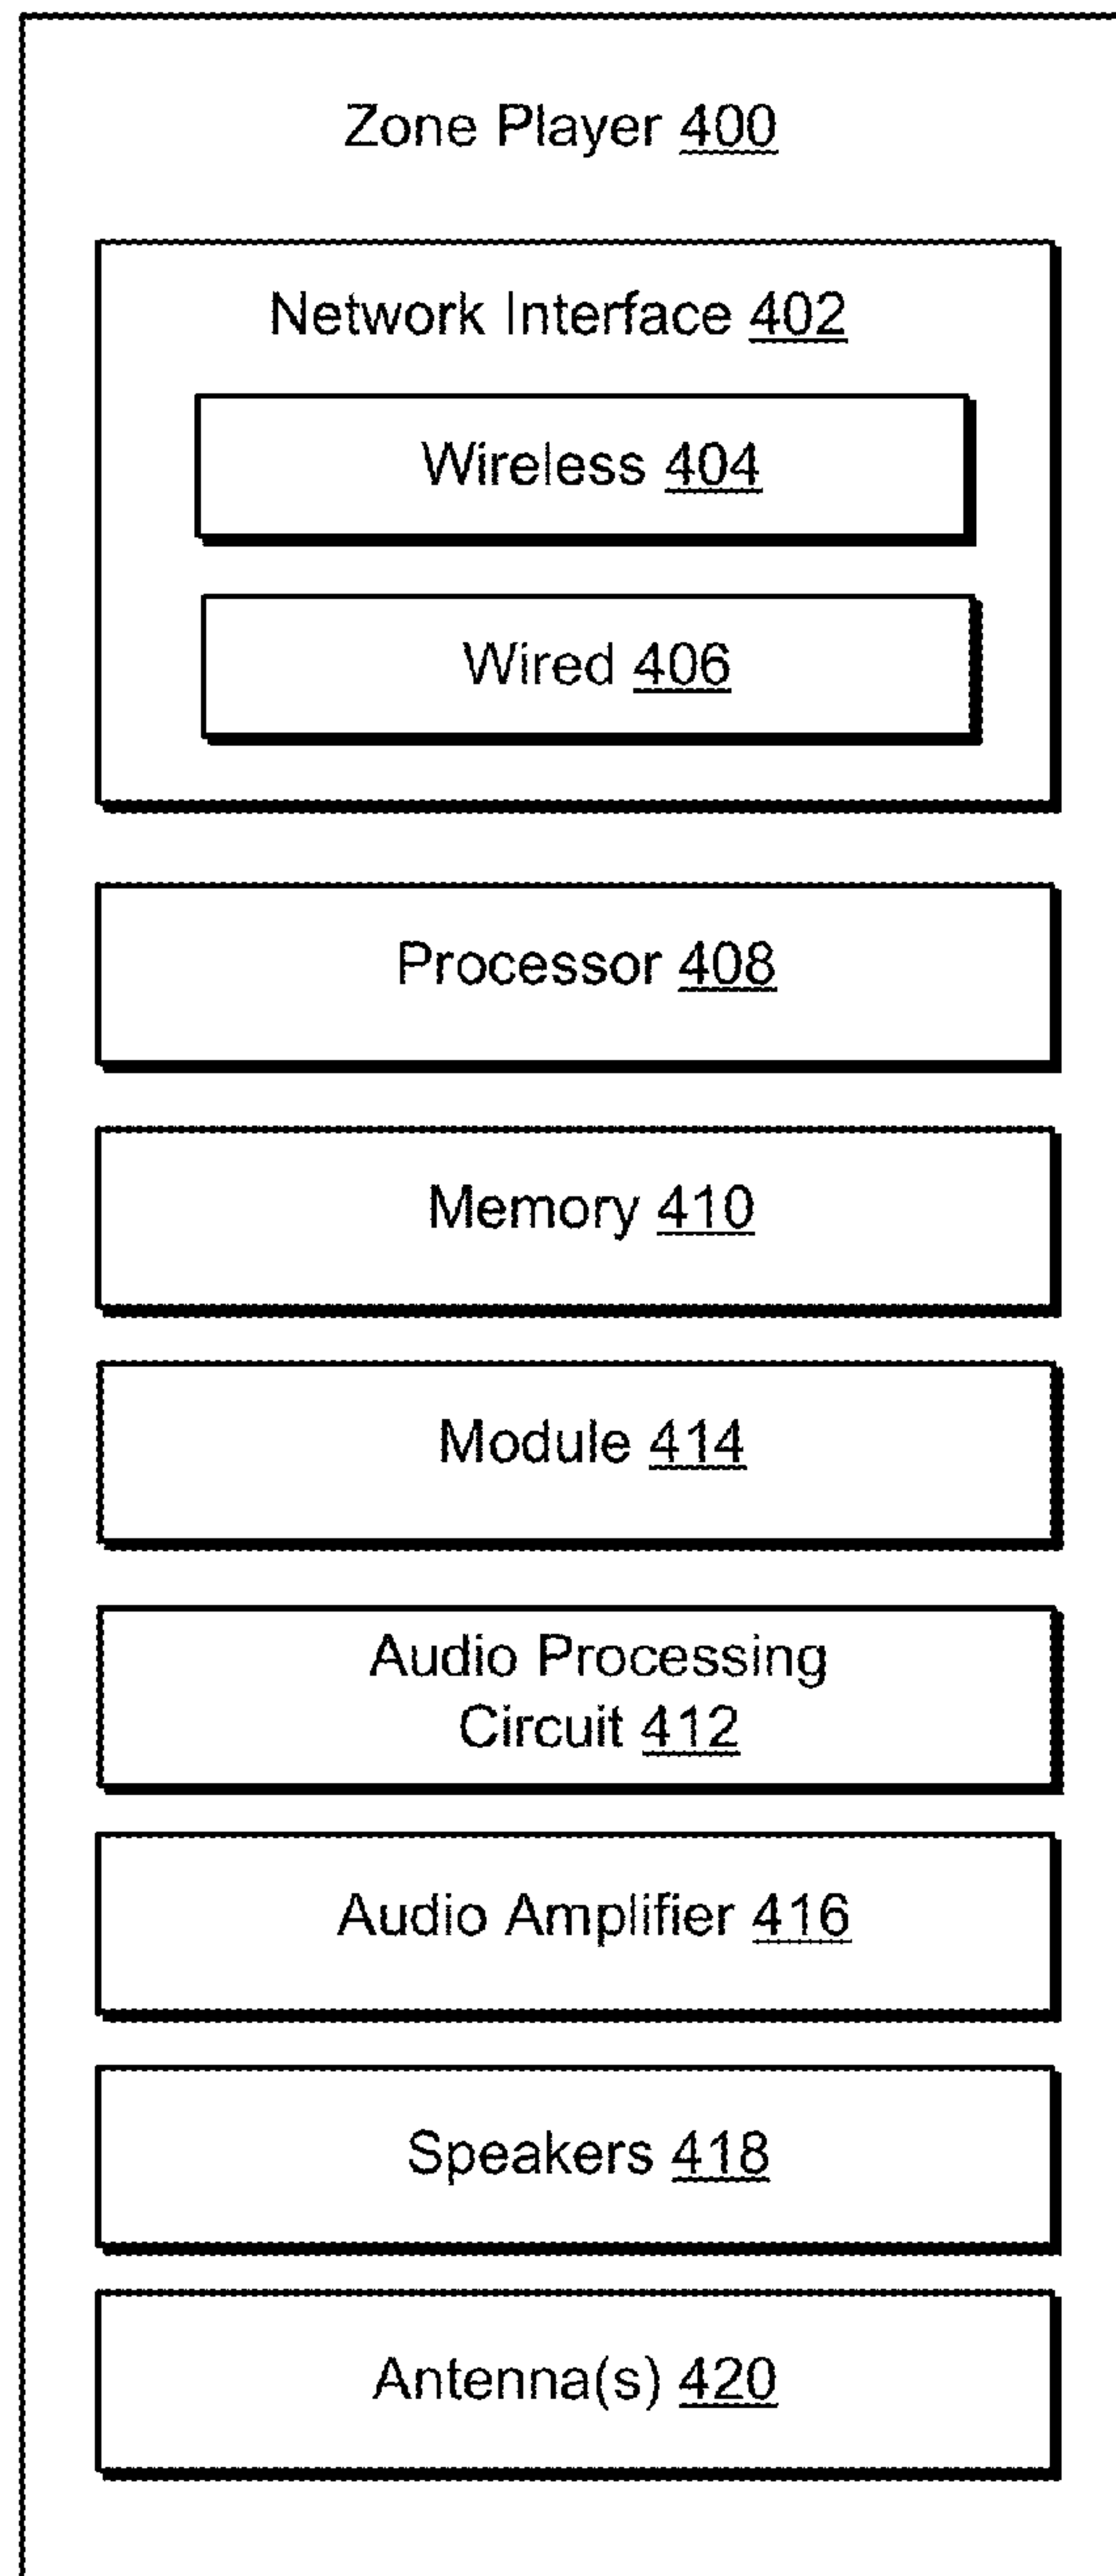 Zone Player 400
Network Interface 402
Wireless 404
Wired 406
Processor 408
Memory 410
Module 414
Audio Processing
Circuit 412
Audio Amplifier 416
Speakers 418
Antenna(s) 420